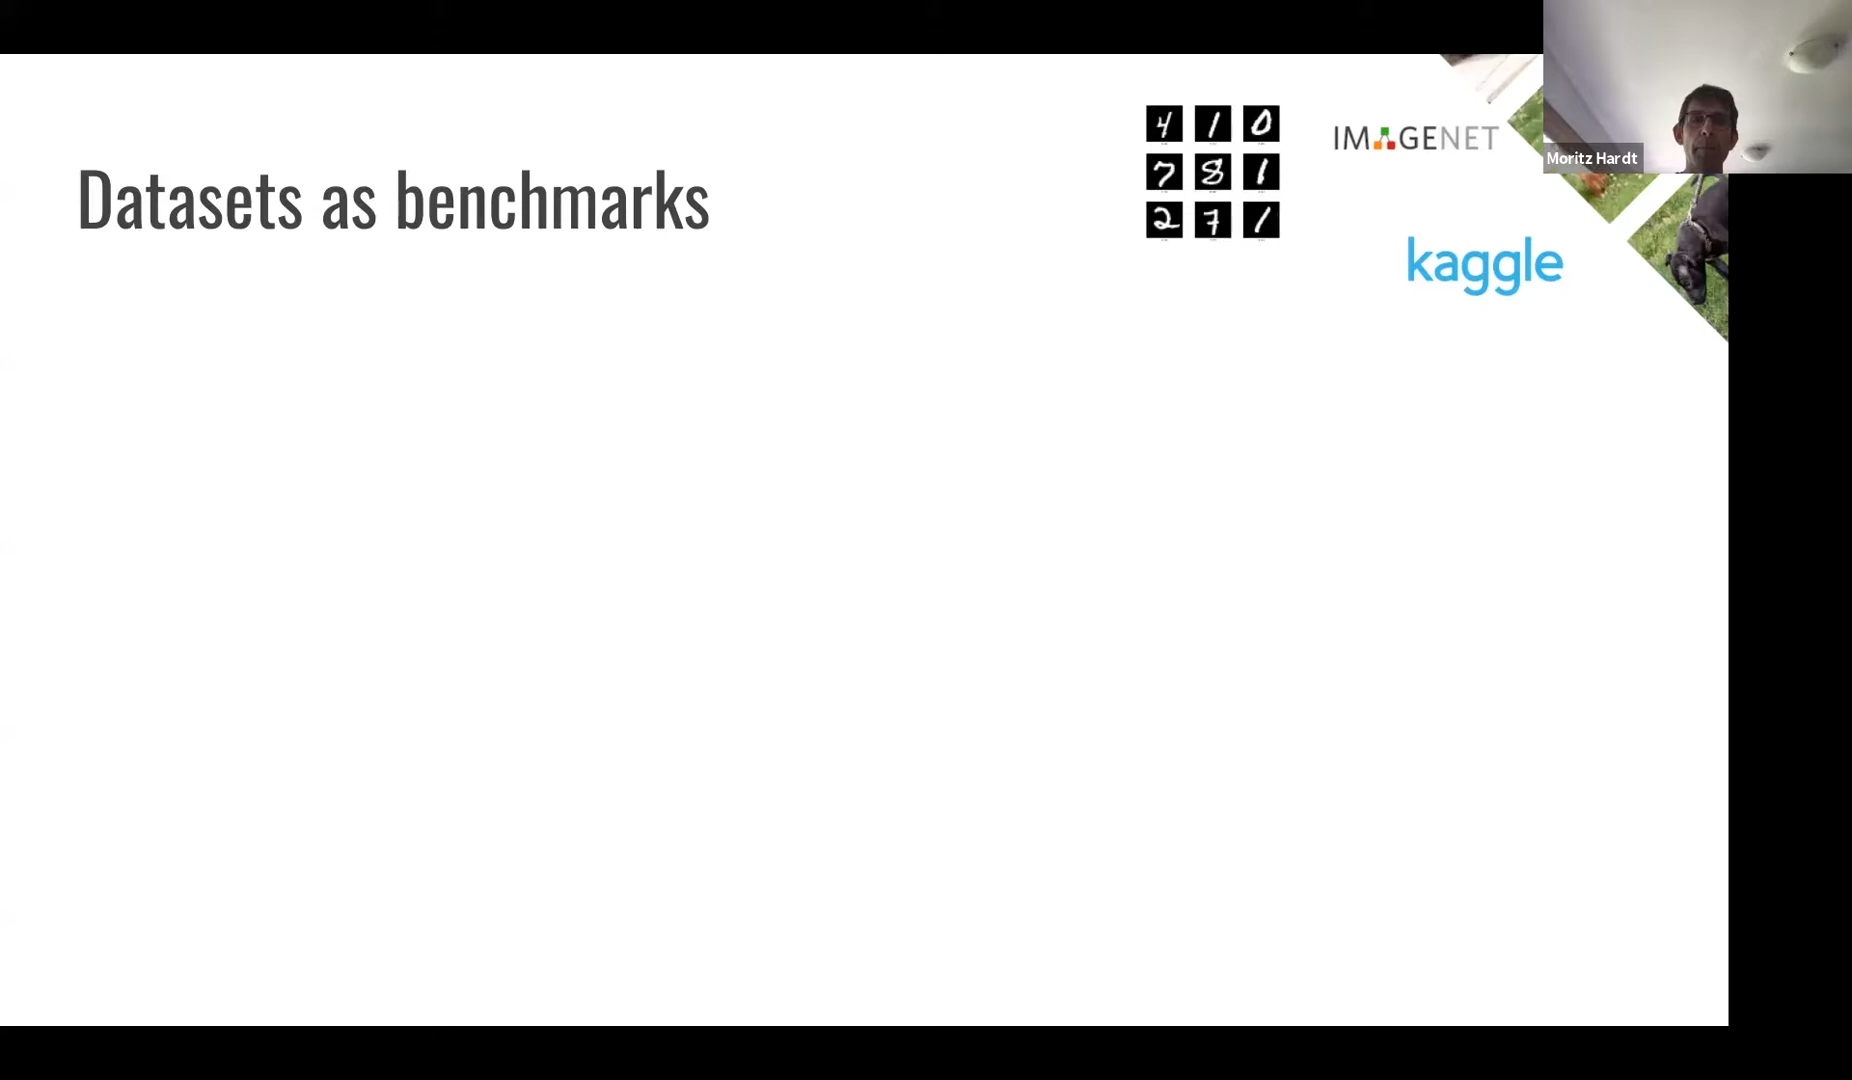 Datasets as benchmarks
4 1 0
7 8 1
2 7 1
IMAGENET
kaggle
Moritz Hardt